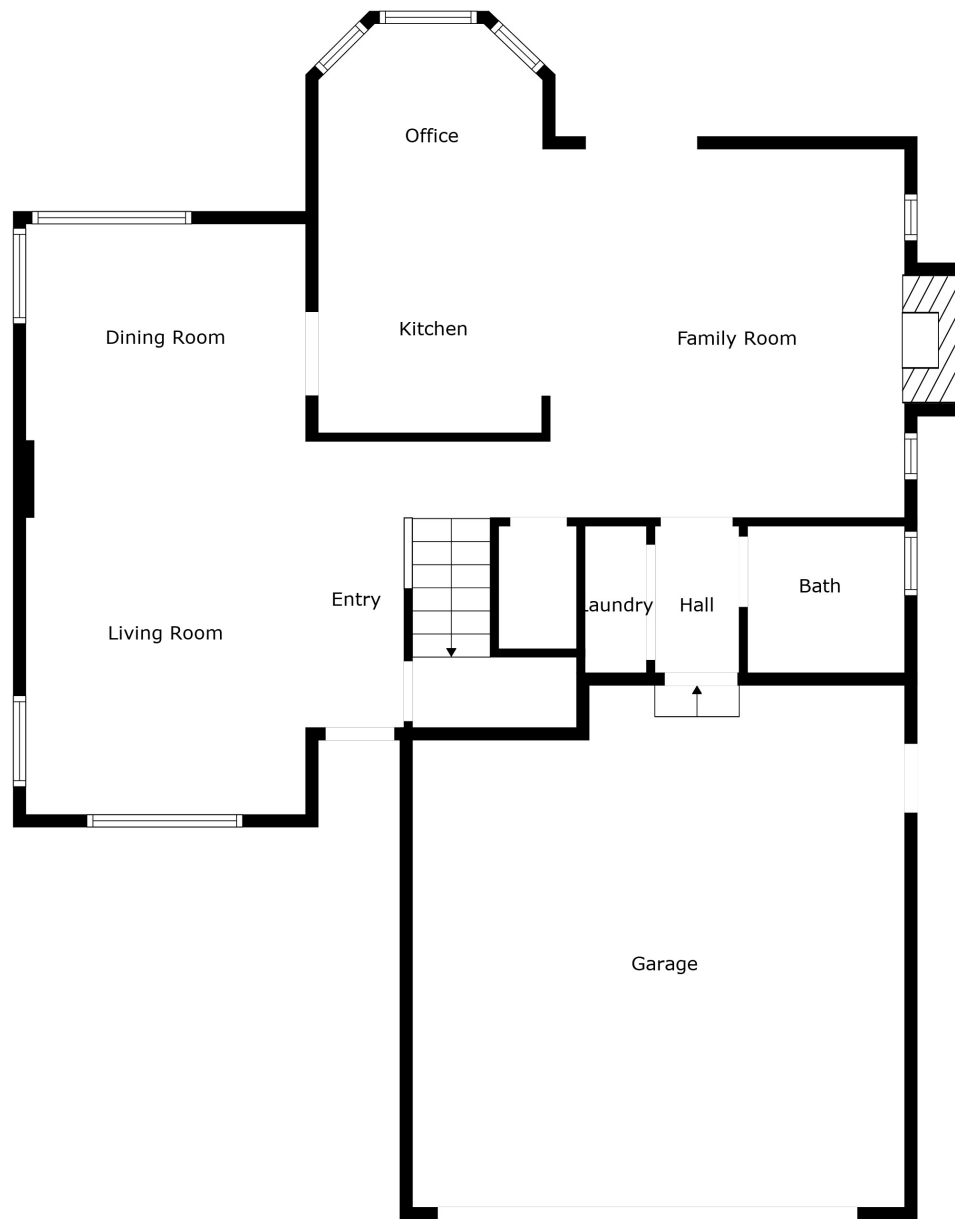 Office
Kitchen
Dining Room
Family Room
Bath
Entry
Laundry
Hall
Living Room
Garage